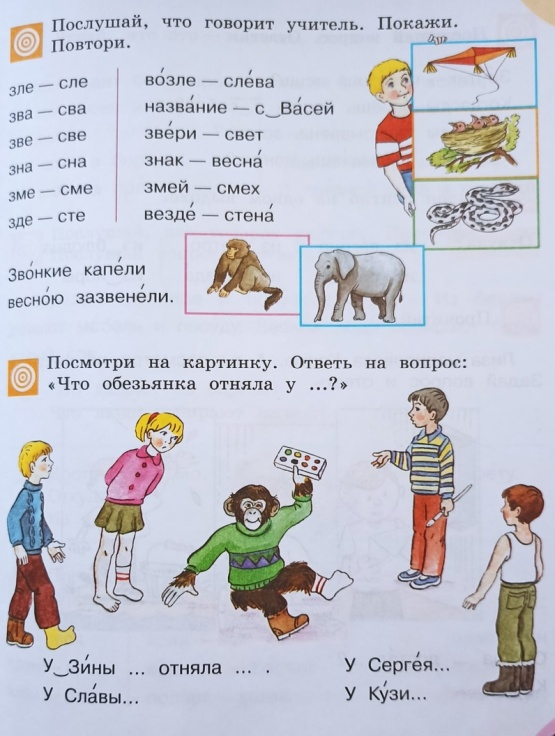 Послушай, что говорит учитель. Покажи.
Повтори.
зле — сле
зва — сва
зве — све
зна — сна
зме — сме
зде — сте
во́зле — сле́ва
назва́ние — с‿Ва́сей
зве́ри — свет
знак — весна́
змей — смех
везде — стена́
Зво́нкие капе́ли
весно́ю зазвене́ли.
Посмотри на картинку. Ответь на вопрос:
«Что обезьянка отняла у ...?»
У‿Зи́ны ... отняла ... .
У Сла́вы...
У Серге́я...
У Ку́зи...